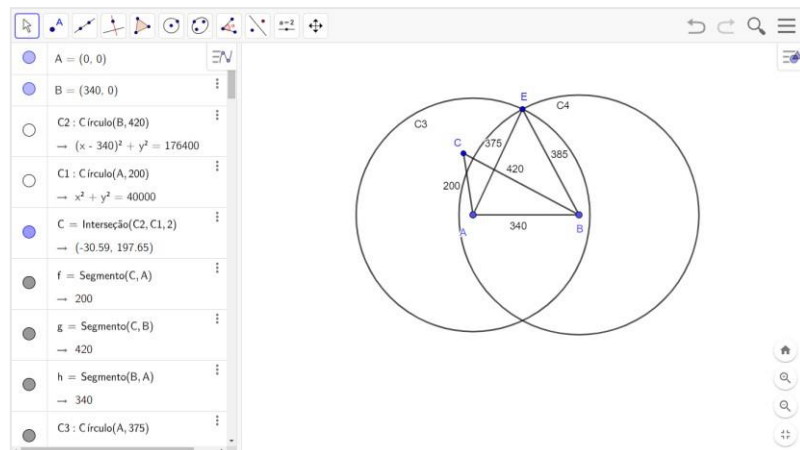 A
a=2
A = (0, 0)
B = (340, 0)
C2 : Círculo(B, 420)
→ (x - 340)² + y² = 176400
C1 : Círculo(A, 200)
→ x² + y² = 40000
C = Interseção(C2, C1, 2)
→ (-30.59, 197.65)
f = Segmento(C, A)
→ 200
g = Segmento(C, B)
→ 420
h = Segmento(B, A)
→ 340
C3 : Círculo(A, 375)
E
C4
C3
C
375
385
420
200
A
B
340